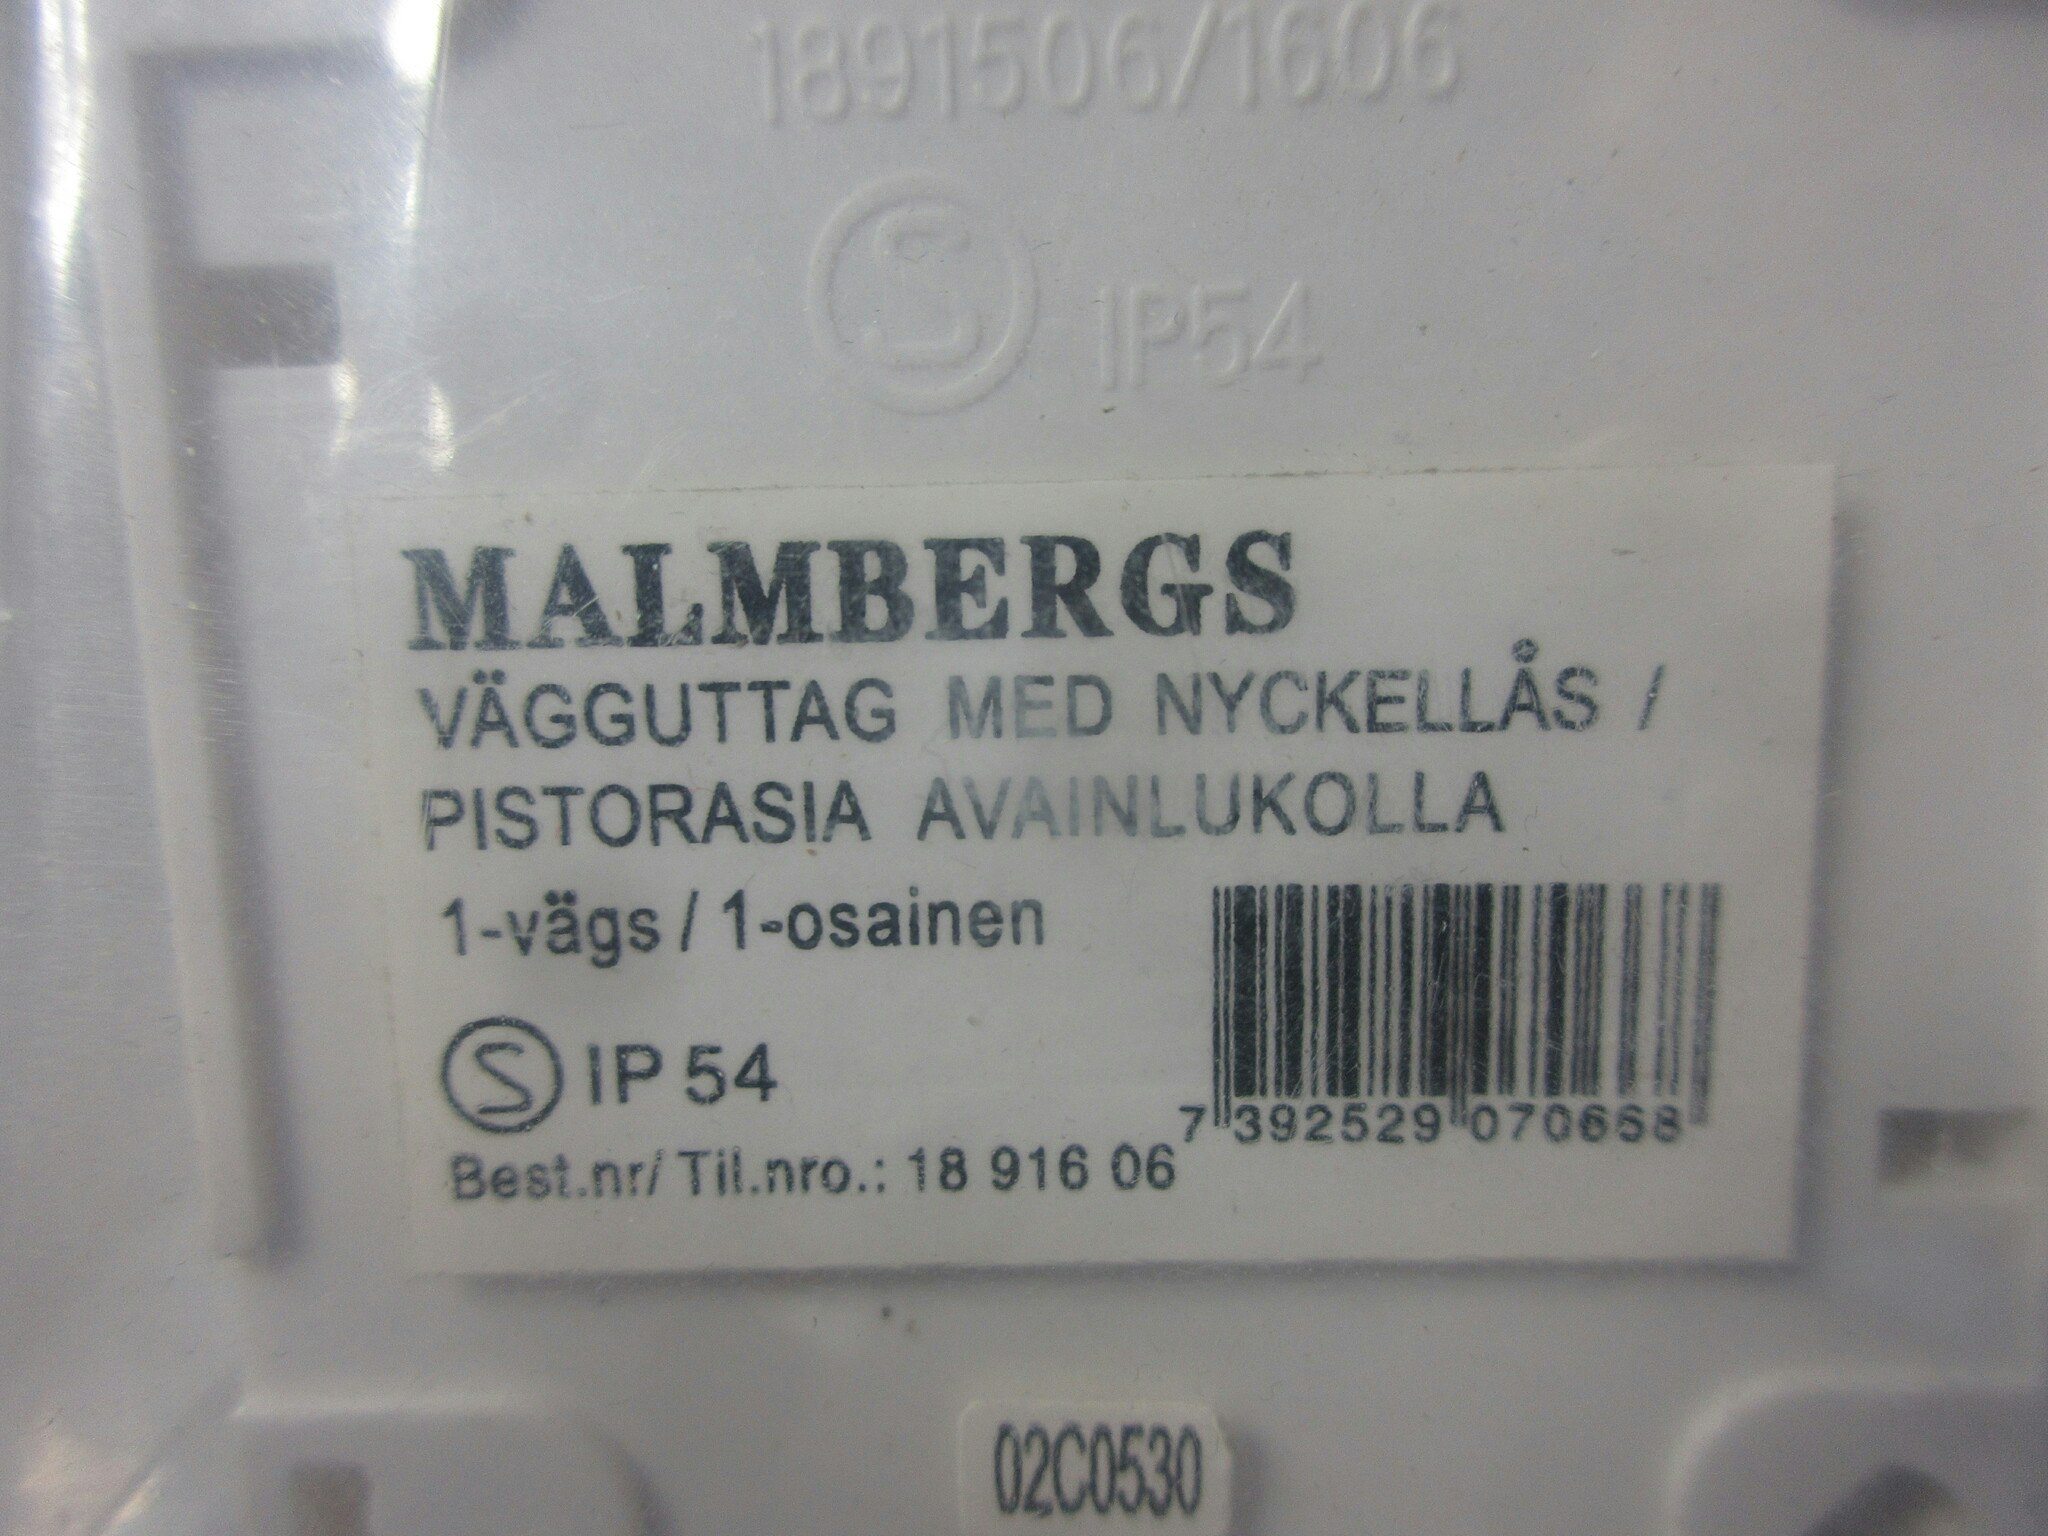 1891506/1606
S IP54
MALMBERGS
VÄGGUTTAG MED NYCKELLÅS /
PISTORASIA AVAINLUKOLLA
1-vägs / 1-osainen
S IP 54
7 392529 070668
Best.nr/ Til.nro.: 18 916 06
02C0530